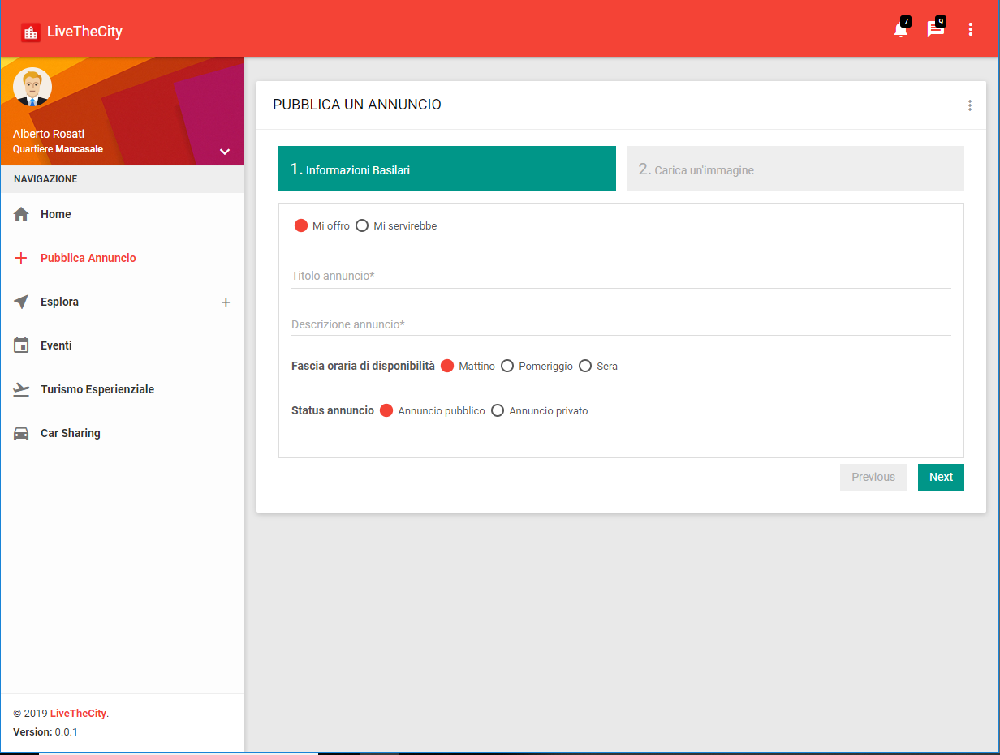 LiveTheCity
7
9
Alberto Rosati
Quartiere Mancasale
NAVIGAZIONE
Home
Pubblica Annuncio
Esplora
+
Eventi
Turismo Esperienziale
Car Sharing
© 2019 LiveTheCity.
Version: 0.0.1
PUBBLICA UN ANNUNCIO
1. Informazioni Basilari
2. Carica un'immagine
Mi offro Mi servirebbe
Titolo annuncio*
Descrizione annuncio*
Fascia oraria di disponibilità Mattino Pomeriggio Sera
Status annuncio Annuncio pubblico Annuncio privato
Previous Next